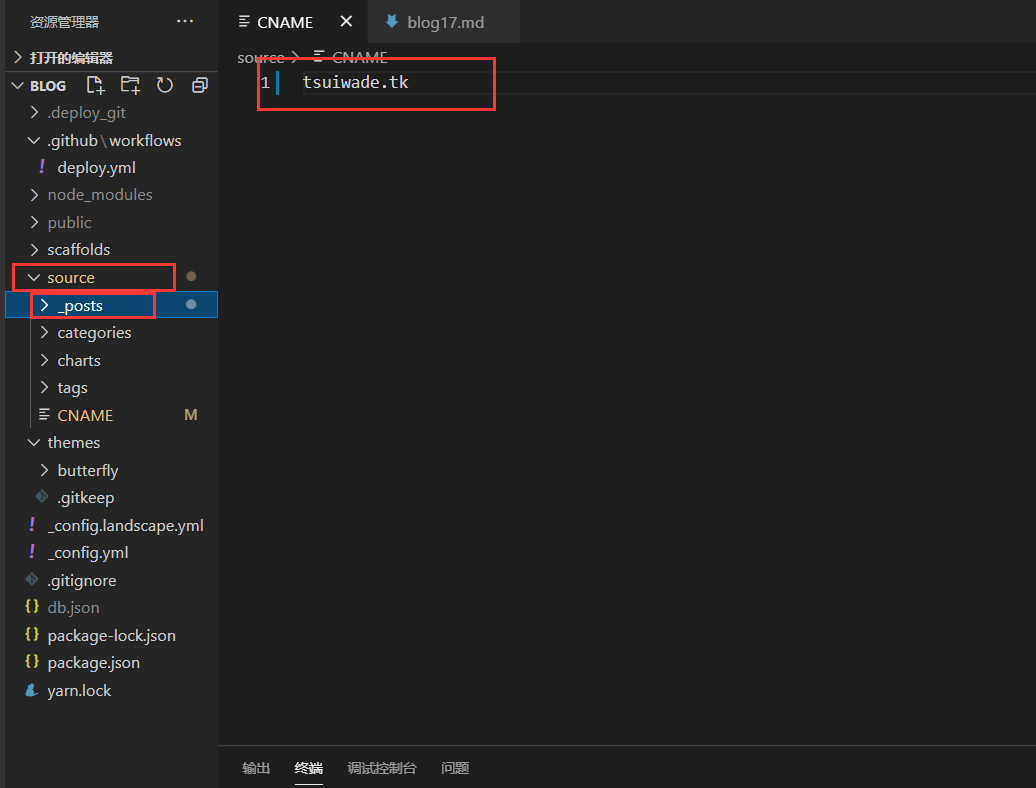 资源管理器 ···
打开的编辑器
BLOG
.deploy_git
.github\workflows
! deploy.yml
node_modules
public
scaffolds
source
_posts
categories
charts
tags
CNAME M
themes
butterfly
.gitkeep
! _config.landscape.yml
! _config.yml
.gitignore
{} db.json
{} package-lock.json
{} package.json
yarn.lock
CNAME × blog17.md
source > CNAME
1 tsuiwade.tk
输出 终端 调试控制台 问题